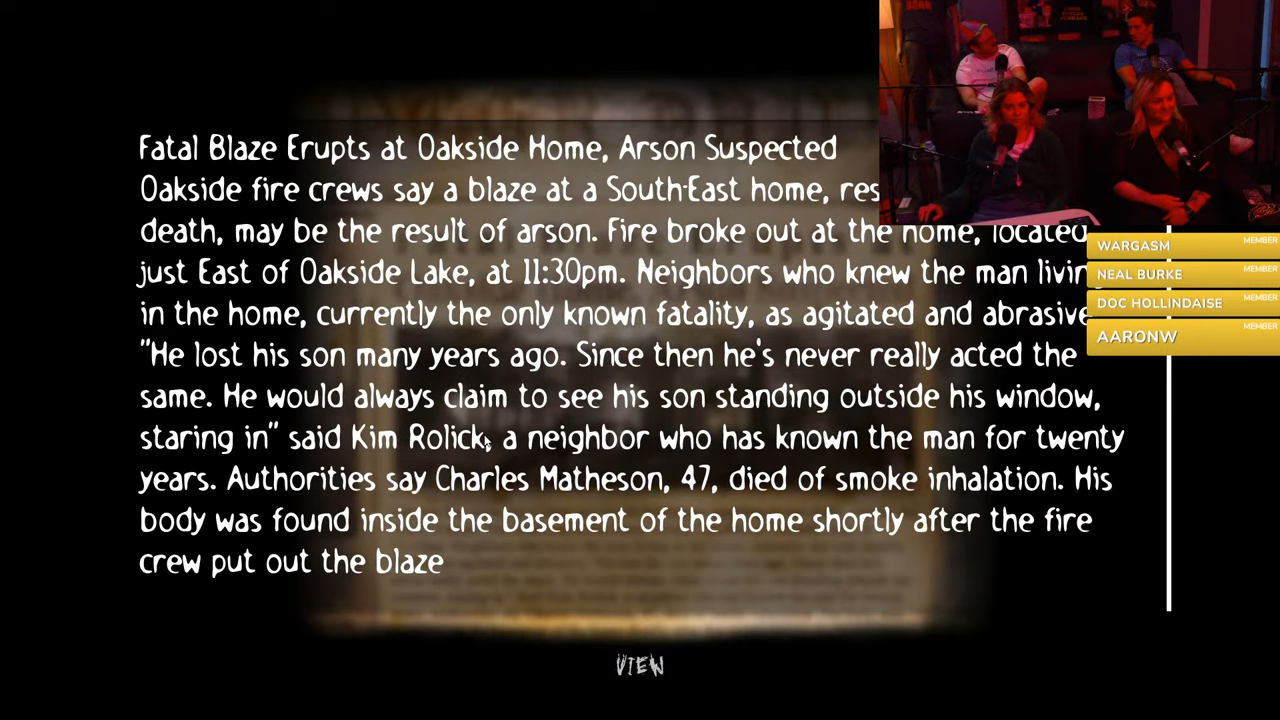 Fatal Blaze Erupts at Oakside Home, Arson Suspected
Oakside fire crews say a blaze at a South-East home, res
death, may be the result of arson. Fire broke out at the home, located
just East of Oakside Lake, at 11:30pm. Neighbors who knew the man livin
in the home, currently the only known fatality, as agitated and abrasive
"He lost his son many years ago. Since then he's never really acted the
same. He would always claim to see his son standing outside his window,
staring in" said Kim Rolick, a neighbor who has known the man for twenty
years. Authorities say Charles Matheson, 47, died of smoke inhalation. His
body was found inside the basement of the home shortly after the fire
crew put out the blaze
VIEW
WARGASM MEMBER
NEAL BURKE MEMBER
DOC HOLLINDAISE MEMBER
AARONW MEMBER